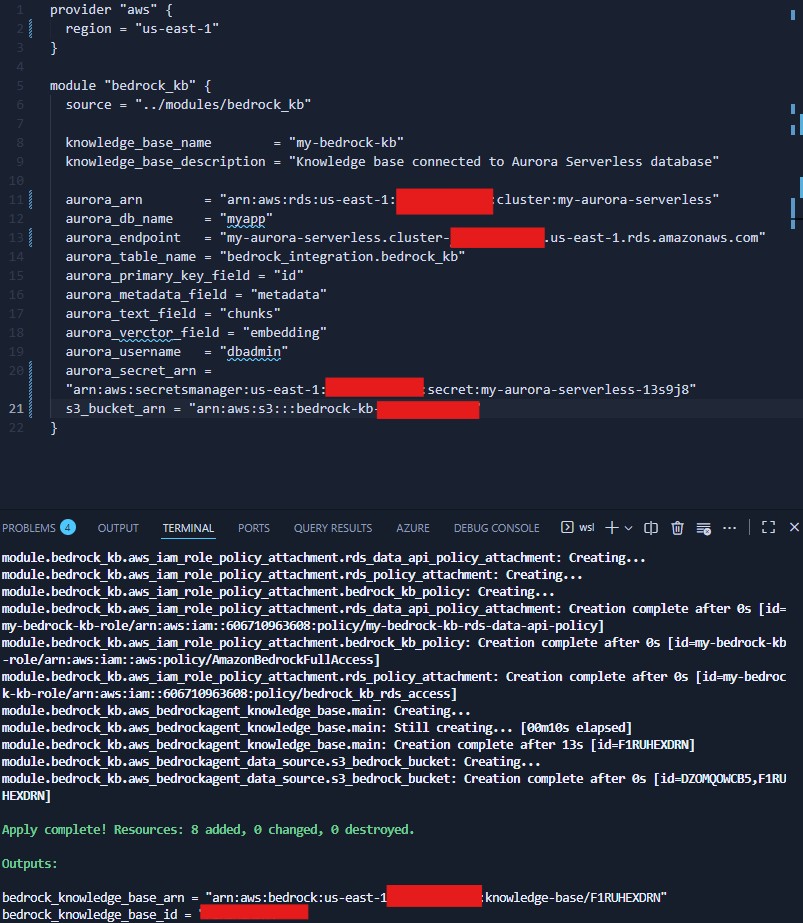 1 provider "aws" {
2 region = "us-east-1"
3 }
4
5 module "bedrock_kb" {
6 source = "../modules/bedrock_kb"
7
8 knowledge_base_name = "my-bedrock-kb"
9 knowledge_base_description = "Knowledge base connected to Aurora Serverless database"
10
11 aurora_arn = "arn:aws:rds:us-east-1: :cluster:my-aurora-serverless"
12 aurora_db_name = "myapp"
13 aurora_endpoint = "my-aurora-serverless.cluster- .us-east-1.rds.amazonaws.com"
14 aurora_table_name = "bedrock_integration.bedrock_kb"
15 aurora_primary_key_field = "id"
16 aurora_metadata_field = "metadata"
17 aurora_text_field = "chunks"
18 aurora_verctor_field = "embedding"
19 aurora_username = "dbadmin"
20 aurora_secret_arn =
"arn:aws:secretsmanager:us-east-1: :secret:my-aurora-serverless-13s9j8"
21 s3_bucket_arn = "arn:aws:s3:::bedrock-kb- "
22 }
PROBLEMS 4 OUTPUT TERMINAL PORTS QUERY RESULTS AZURE DEBUG CONSOLE wsl
module.bedrock_kb.aws_iam_role_policy_attachment.rds_data_api_policy_attachment: Creating...
module.bedrock_kb.aws_iam_role_policy_attachment.rds_policy_attachment: Creating...
module.bedrock_kb.aws_iam_role_policy_attachment.bedrock_kb_policy: Creating...
module.bedrock_kb.aws_iam_role_policy_attachment.rds_data_api_policy_attachment: Creation complete after 0s [id=
my-bedrock-kb-role/arn:aws:iam::606710963608:policy/my-bedrock-kb-rds-data-api-policy]
module.bedrock_kb.aws_iam_role_policy_attachment.bedrock_kb_policy: Creation complete after 0s [id=my-bedrock-kb
-role/arn:aws:iam::aws:policy/AmazonBedrockFullAccess]
module.bedrock_kb.aws_iam_role_policy_attachment.rds_policy_attachment: Creation complete after 0s [id=my-bedroc
k-kb-role/arn:aws:iam::606710963608:policy/bedrock_kb_rds_access]
module.bedrock_kb.aws_bedrockagent_knowledge_base.main: Creating...
module.bedrock_kb.aws_bedrockagent_knowledge_base.main: Still creating... [00m10s elapsed]
module.bedrock_kb.aws_bedrockagent_knowledge_base.main: Creation complete after 13s [id=F1RUHEXDRN]
module.bedrock_kb.aws_bedrockagent_data_source.s3_bedrock_bucket: Creating...
module.bedrock_kb.aws_bedrockagent_data_source.s3_bedrock_bucket: Creation complete after 0s [id=DZOMQOWCB5,F1RU
HEXDRN]
Apply complete! Resources: 8 added, 0 changed, 0 destroyed.
Outputs:
bedrock_knowledge_base_arn = "arn:aws:bedrock:us-east-1 :knowledge-base/F1RUHEXDRN"
bedrock_knowledge_base_id = "